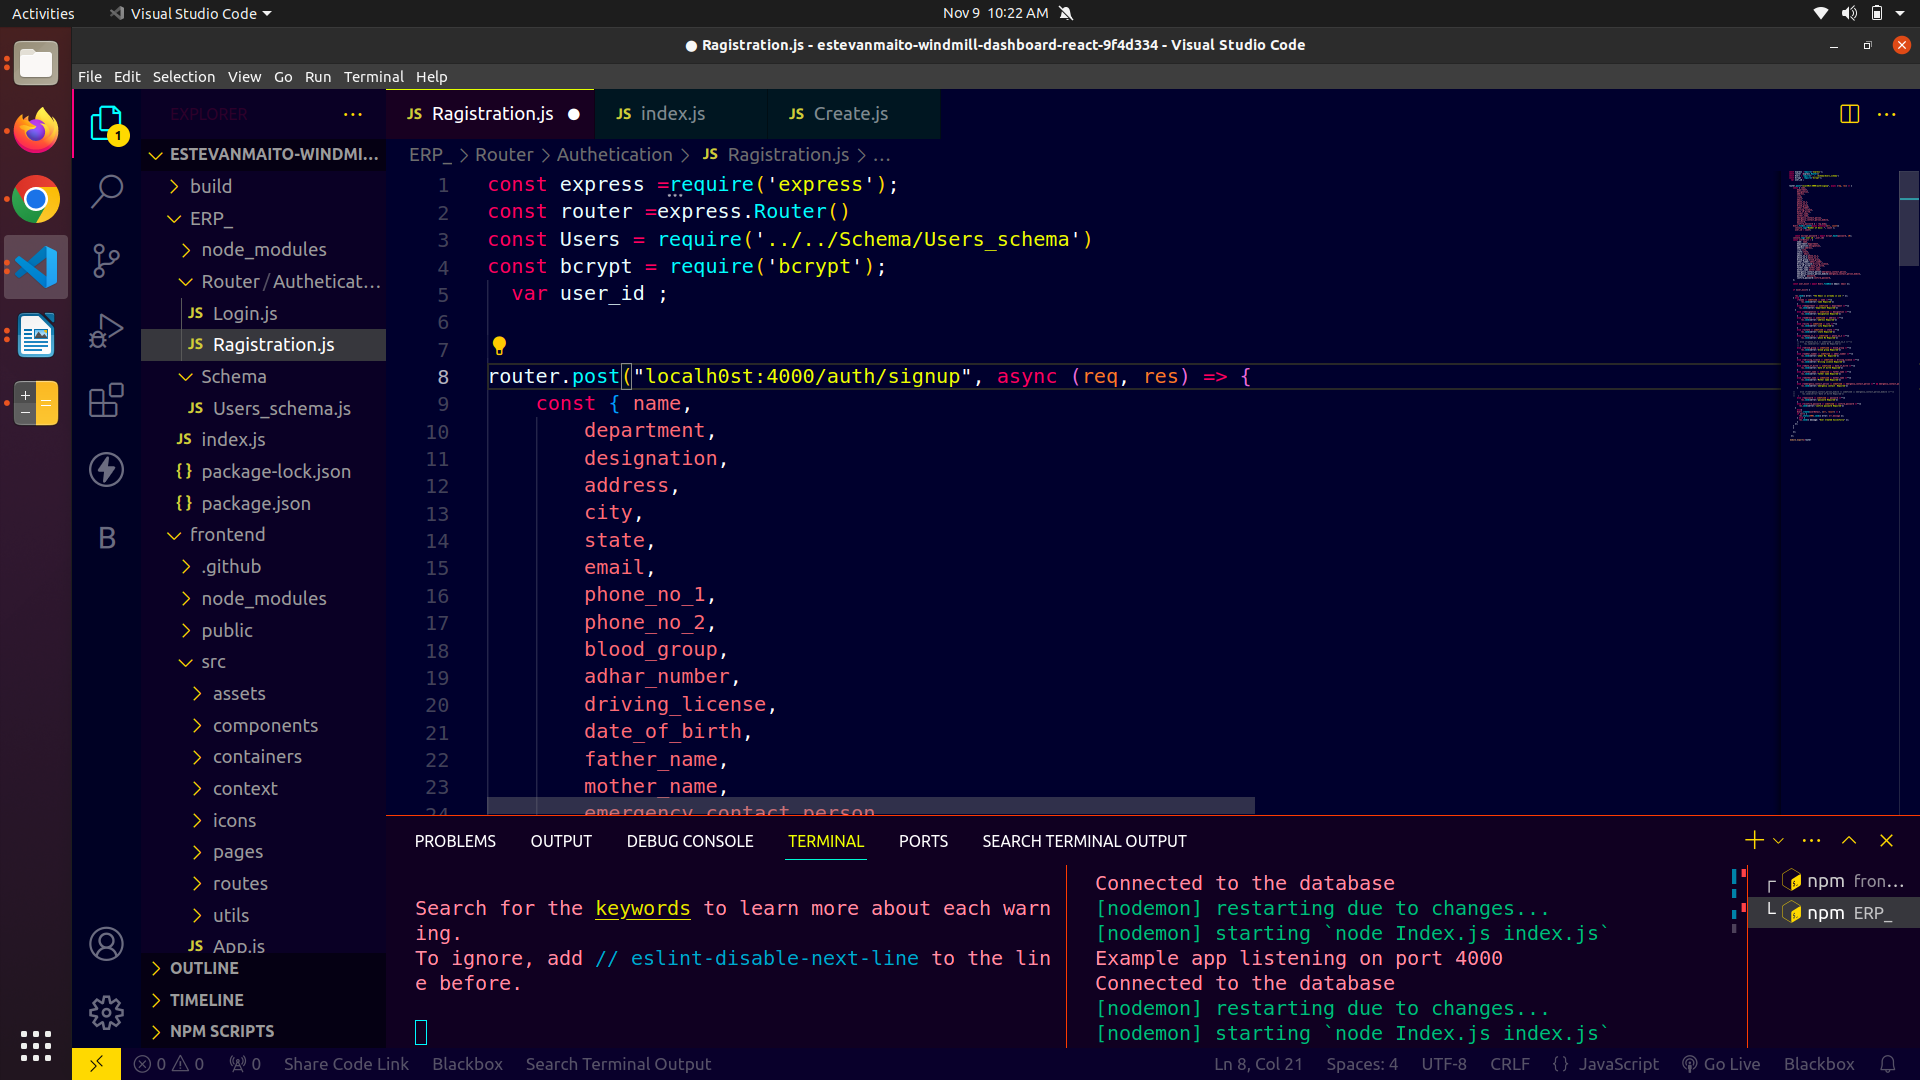 Activities
Visual Studio Code
Nov 9 10:22 AM
● Ragistration.js - estevanmaito-windmill-dashboard-react-9f4d334 - Visual Studio Code
File Edit Selection View Go Run Terminal Help
EXPLORER
ESTEVANMAITO-WINDMI...
build
ERP_
node_modules
Router/Autheticat...
JS Login.js
JS Ragistration.js
Schema
JS Users_schema.js
JS index.js
{} package-lock.json
{} package.json
frontend
.github
node_modules
public
src
assets
components
containers
context
icons
pages
routes
utils
JS App.js
OUTLINE
TIMELINE
NPM SCRIPTS
1
B
JS Ragistration.js ●
JS index.js
JS Create.js
ERP_ > Router > Authetication > JS Ragistration.js > ...
1 const express =require('express');
2 const router =express.Router()
3 const Users = require('../../Schema/Users_schema')
4 const bcrypt = require('bcrypt');
5 var user_id ;
6
7
8 router.post("localh0st:4000/auth/signup", async (req, res) => {
9 const { name,
10 department,
11 designation,
12 address,
13 city,
14 state,
15 email,
16 phone_no_1,
17 phone_no_2,
18 blood_group,
19 adhar_number,
20 driving_license,
21 date_of_birth,
22 father_name,
23 mother_name,
24 emergency_contact_person
PROBLEMS OUTPUT DEBUG CONSOLE TERMINAL PORTS SEARCH TERMINAL OUTPUT
Search for the keywords to learn more about each warn
ing.
To ignore, add // eslint-disable-next-line to the lin
e before.
Connected to the database
[nodemon] restarting due to changes...
[nodemon] starting `node Index.js index.js`
Example app listening on port 4000
Connected to the database
[nodemon] restarting due to changes...
[nodemon] starting `node Index.js index.js`
npm fron...
npm ERP_
0 0 0 Share Code Link Blackbox Search Terminal Output
Ln 8, Col 21 Spaces: 4 UTF-8 CRLF {} JavaScript Go Live Blackbox